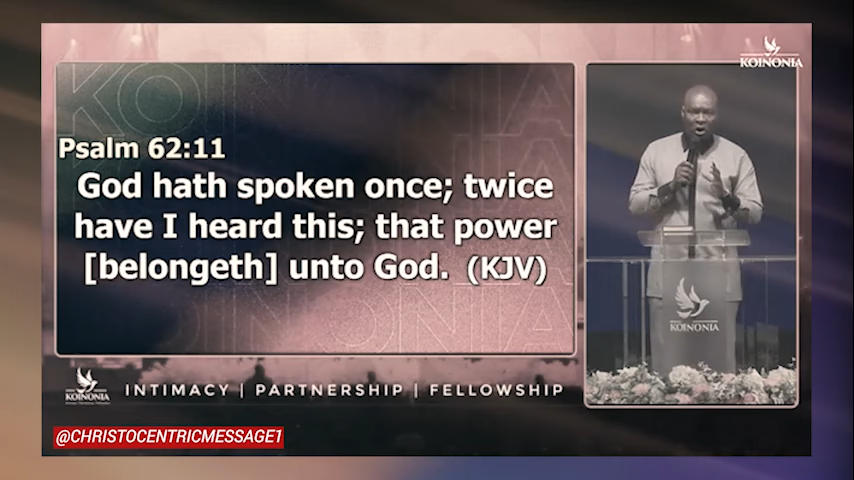 KOINONIA
Psalm 62:11
God hath spoken once; twice
have I heard this; that power
[belongeth] unto God. (KJV)
KOINONIA
KOINONIA
INTIMACY | PARTNERSHIP | FELLOWSHIP
@CHRISTOCENTRICMESSAGE1